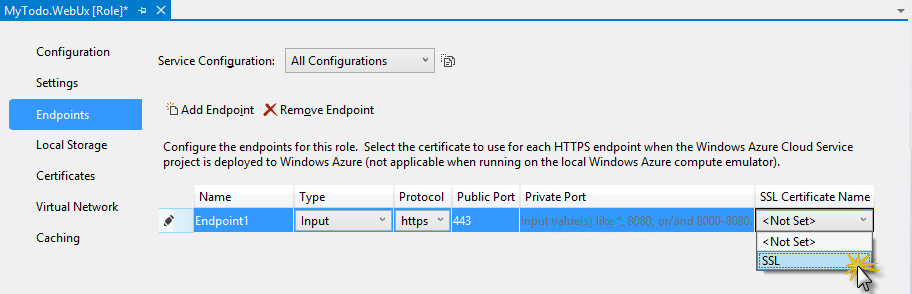 MyTodo.WebUx [Role]*
Configuration
Settings
Endpoints
Local Storage
Certificates
Virtual Network
Caching
Service Configuration: All Configurations
Add Endpoint Remove Endpoint
Configure the endpoints for this role. Select the certificate to use for each HTTPS endpoint when the Windows Azure Cloud Service
project is deployed to Windows Azure (not applicable when running on the local Windows Azure compute emulator).
Name Type Protocol Public Port Private Port SSL Certificate Name
Endpoint1 Input https 443 Input value(s) like *, 8080, or/and 8000-8080. <Not Set>
<Not Set>
SSL